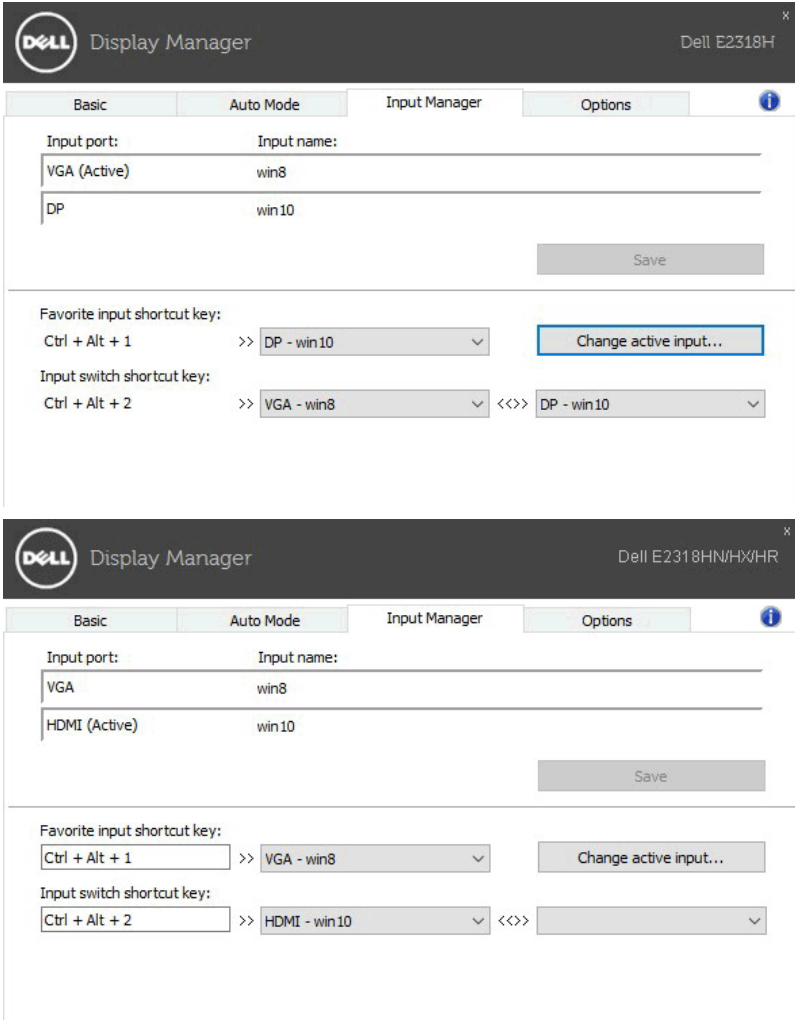 DELL Display Manager x
Dell E2318H
Basic Auto Mode Input Manager Options i
Input port: Input name:
VGA (Active) win8
DP win10
Save
Favorite input shortcut key:
Ctrl + Alt + 1 >> DP - win10 Change active input...
Input switch shortcut key:
Ctrl + Alt + 2 >> VGA - win8 <<>> DP - win10
DELL Display Manager x
Dell E2318HN/HX/HR
Basic Auto Mode Input Manager Options i
Input port: Input name:
VGA win8
HDMI (Active) win10
Save
Favorite input shortcut key:
Ctrl + Alt + 1 >> VGA - win8 Change active input...
Input switch shortcut key:
Ctrl + Alt + 2 >> HDMI - win10 <<>>